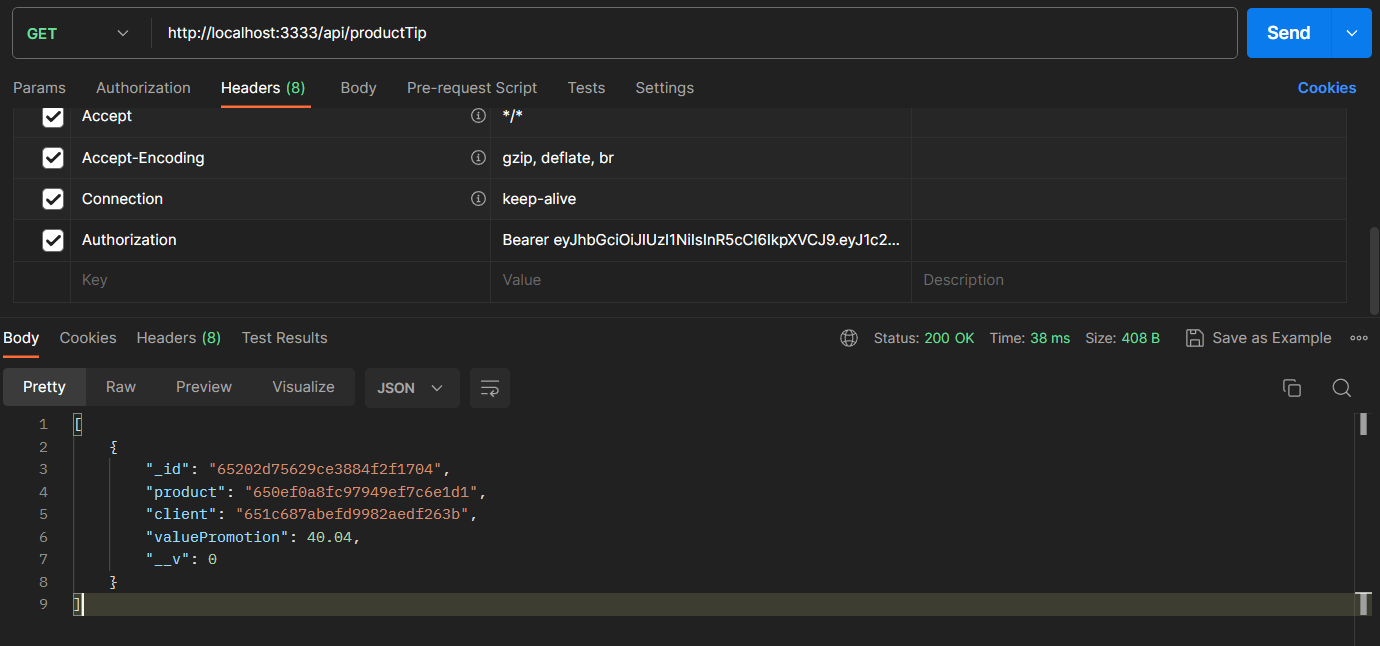 GET http://localhost:3333/api/productTip Send
Params Authorization Headers (8) Body Pre-request Script Tests Settings Cookies
Accept */*
Accept-Encoding gzip, deflate, br
Connection keep-alive
Authorization Bearer eyJhbGciOiJIUzI1NiIsInR5cCI6IkpXVCJ9.eyJ1c2...
Key Value Description
Body Cookies Headers (8) Test Results Status: 200 OK Time: 38 ms Size: 408 B Save as Example
Pretty Raw Preview Visualize JSON
1 [
2 {
3 "_id": "65202d75629ce3884f2f1704",
4 "product": "650ef0a8fc97949ef7c6e1d1",
5 "client": "651c687abefd9982aedf263b",
6 "valuePromotion": 40.04,
7 "__v": 0
8 }
9 ]